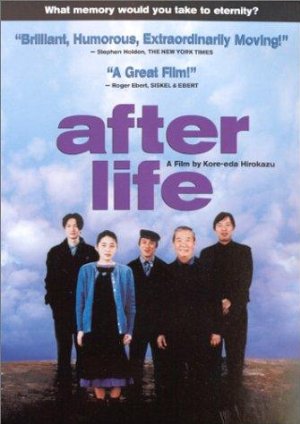 What memory would you take to eternity?
"Brilliant, Humorous, Extraordinarily Moving!"
– Stephen Holden, THE NEW YORK TIMES
"A Great Film!"
– Roger Ebert, SISKEL & EBERT
after
A Film by Kore-eda Hirokazu
life